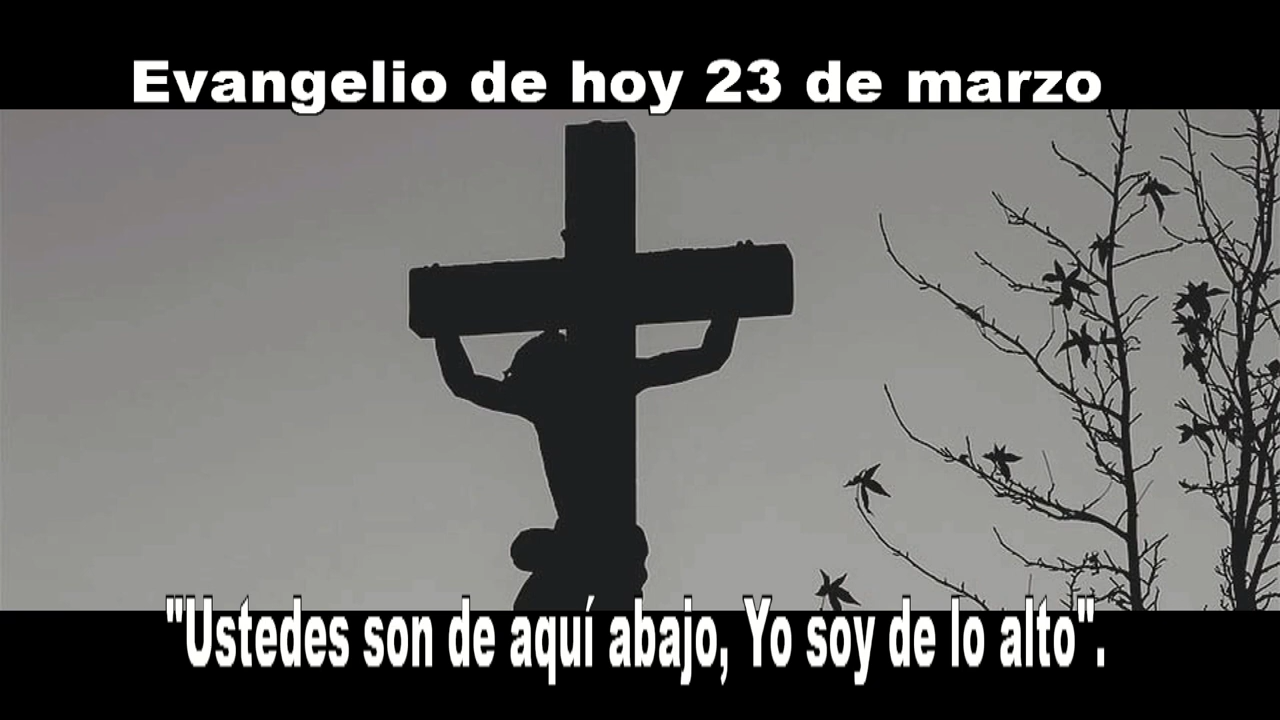 Evangelio de hoy 23 de marzo
"Ustedes son de aquí abajo, Yo soy de lo alto".